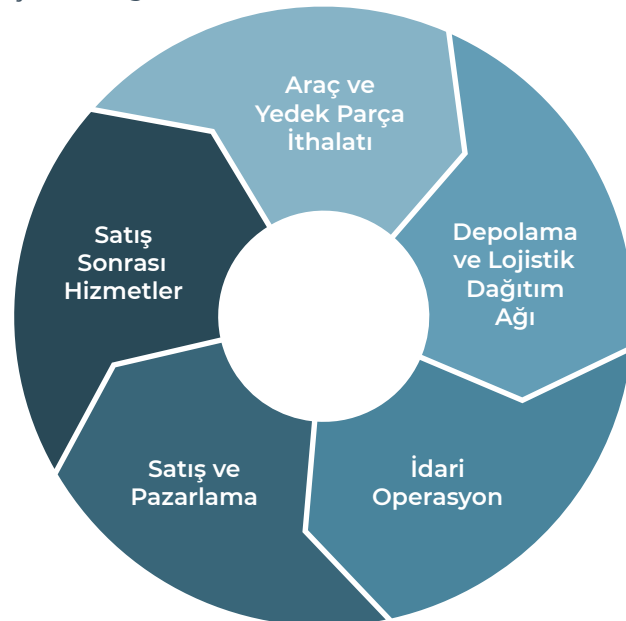 Araç ve
Yedek Parça
İthalatı
Depolama
ve Lojistik
Dağıtım
Ağı
İdari
Operasyon
Satış ve
Pazarlama
Satış
Sonrası
Hizmetler